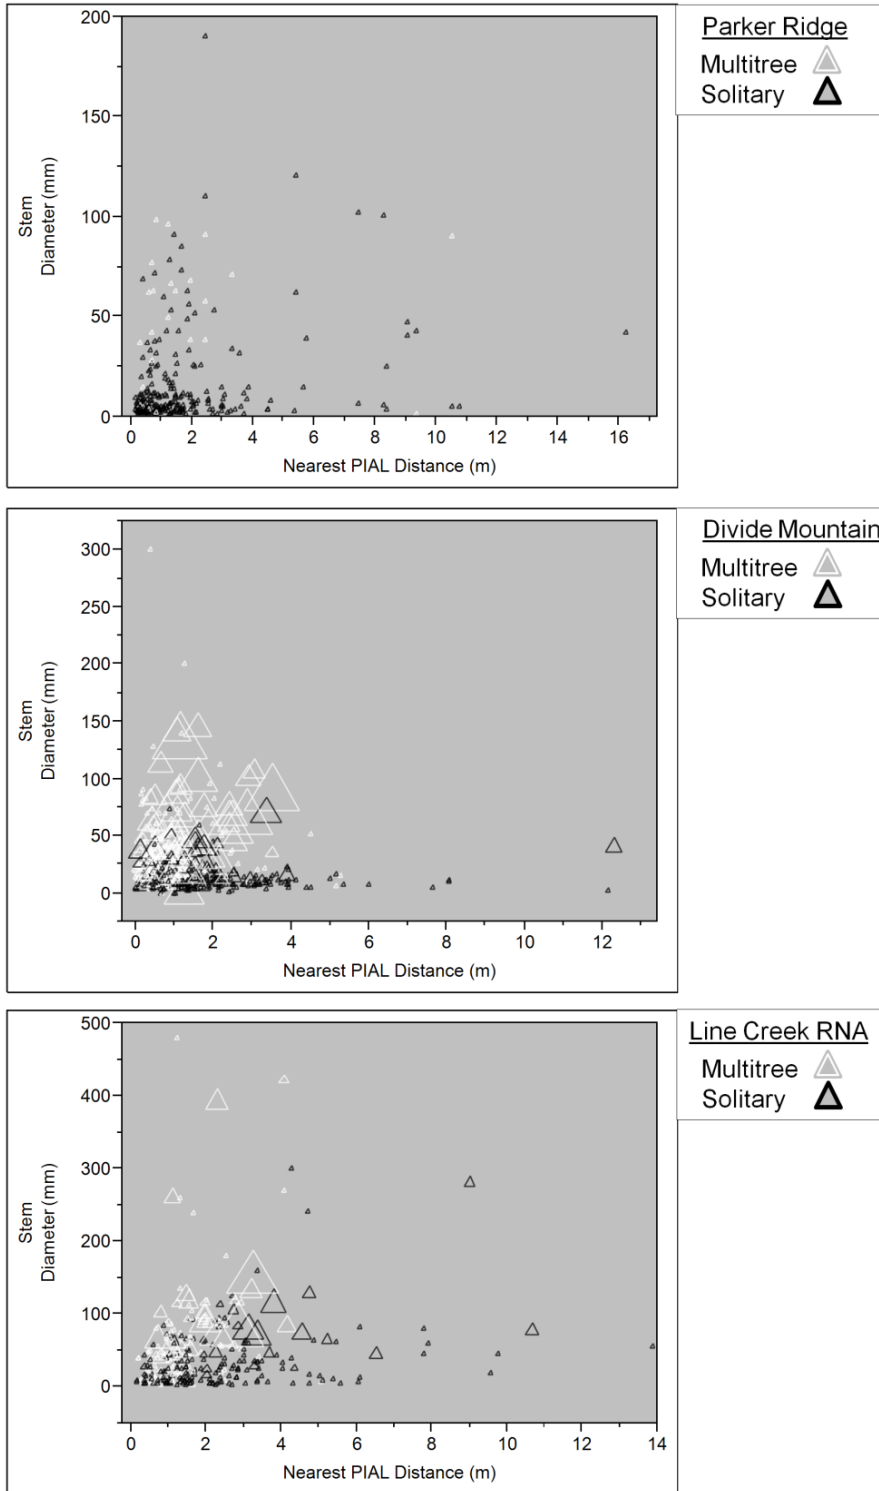 Parker Ridge
Multitree
Solitary
200
150
100
50
0
Stem
Diameter (mm)
0 2 4 6 8 10 12 14 16
Nearest PIAL Distance (m)
Divide Mountain
Multitree
Solitary
300
250
200
150
100
50
0
Stem
Diameter (mm)
0 2 4 6 8 10 12
Nearest PIAL Distance (m)
Line Creek RNA
Multitree
Solitary
500
400
300
200
100
0
Stem
Diameter (mm)
0 2 4 6 8 10 12 14
Nearest PIAL Distance (m)